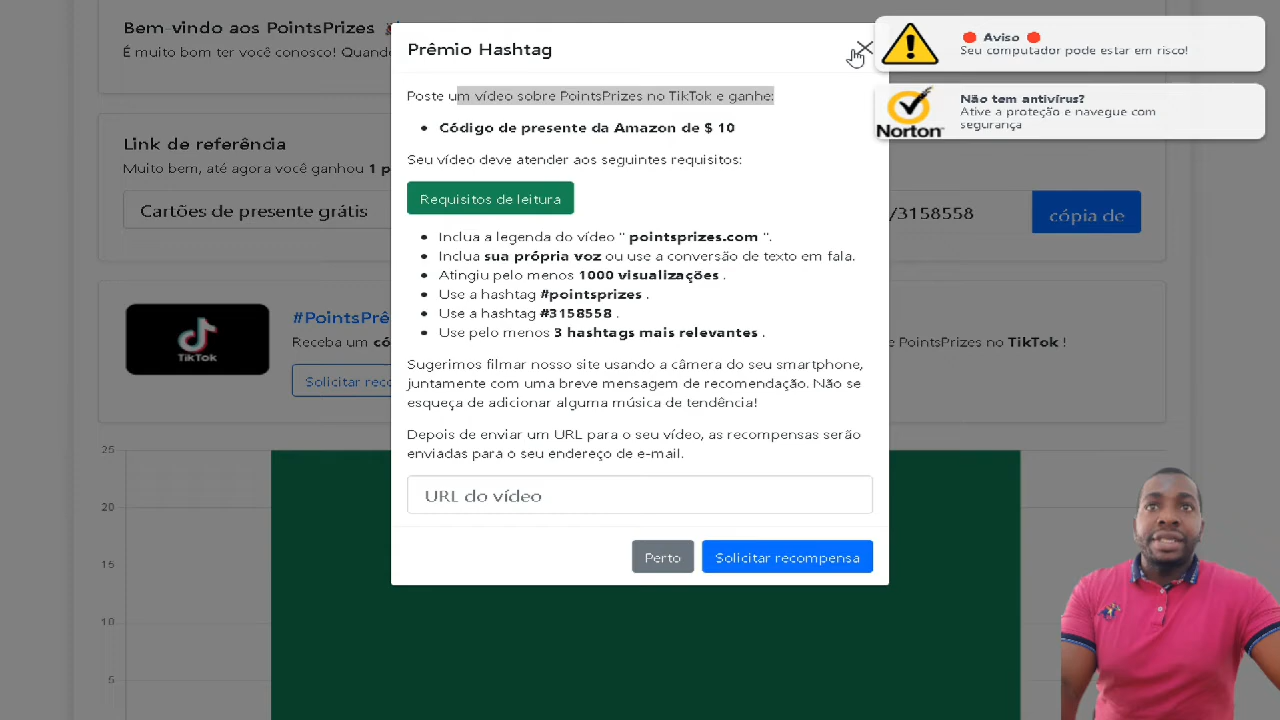 Bem-vindo aos PointsPrizes
É muito bom ter você conosco! Quando
Link de referência
Muito bem, até agora você ganhou 1 p
Cartões de presente grátis
/3158558
cópia de
TikTok
#PointsPrê
Receba um có
e PointsPrizes no TikTok !
Solicitar reco
25
20
15
10
5
Prêmio Hashtag
Poste um vídeo sobre PointsPrizes no TikTok e ganhe:
Código de presente da Amazon de $ 10
Seu vídeo deve atender aos seguintes requisitos:
Requisitos de leitura
Inclua a legenda do vídeo " pointsprizes.com ".
Inclua sua própria voz ou use a conversão de texto em fala.
Atingiu pelo menos 1000 visualizações .
Use a hashtag #pointsprizes .
Use a hashtag #3158558 .
Use pelo menos 3 hashtags mais relevantes .
Sugerimos filmar nosso site usando a câmera do seu smartphone,
juntamente com uma breve mensagem de recomendação. Não se
esqueça de adicionar alguma música de tendência!
Depois de enviar um URL para o seu vídeo, as recompensas serão
enviadas para o seu endereço de e-mail.
URL do vídeo
Perto
Solicitar recompensa
Aviso
Seu computador pode estar em risco!
Norton
Não tem antivírus?
Ative a proteção e navegue com
segurança